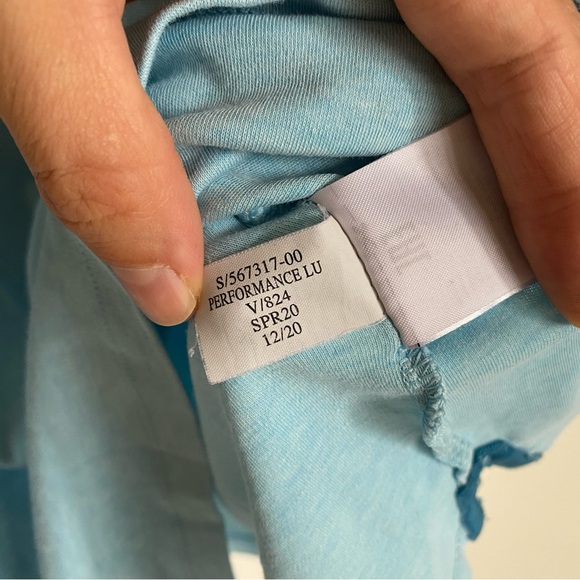 S/567317-00
PERFORMANCE LU
V/824
SPR20
12/20